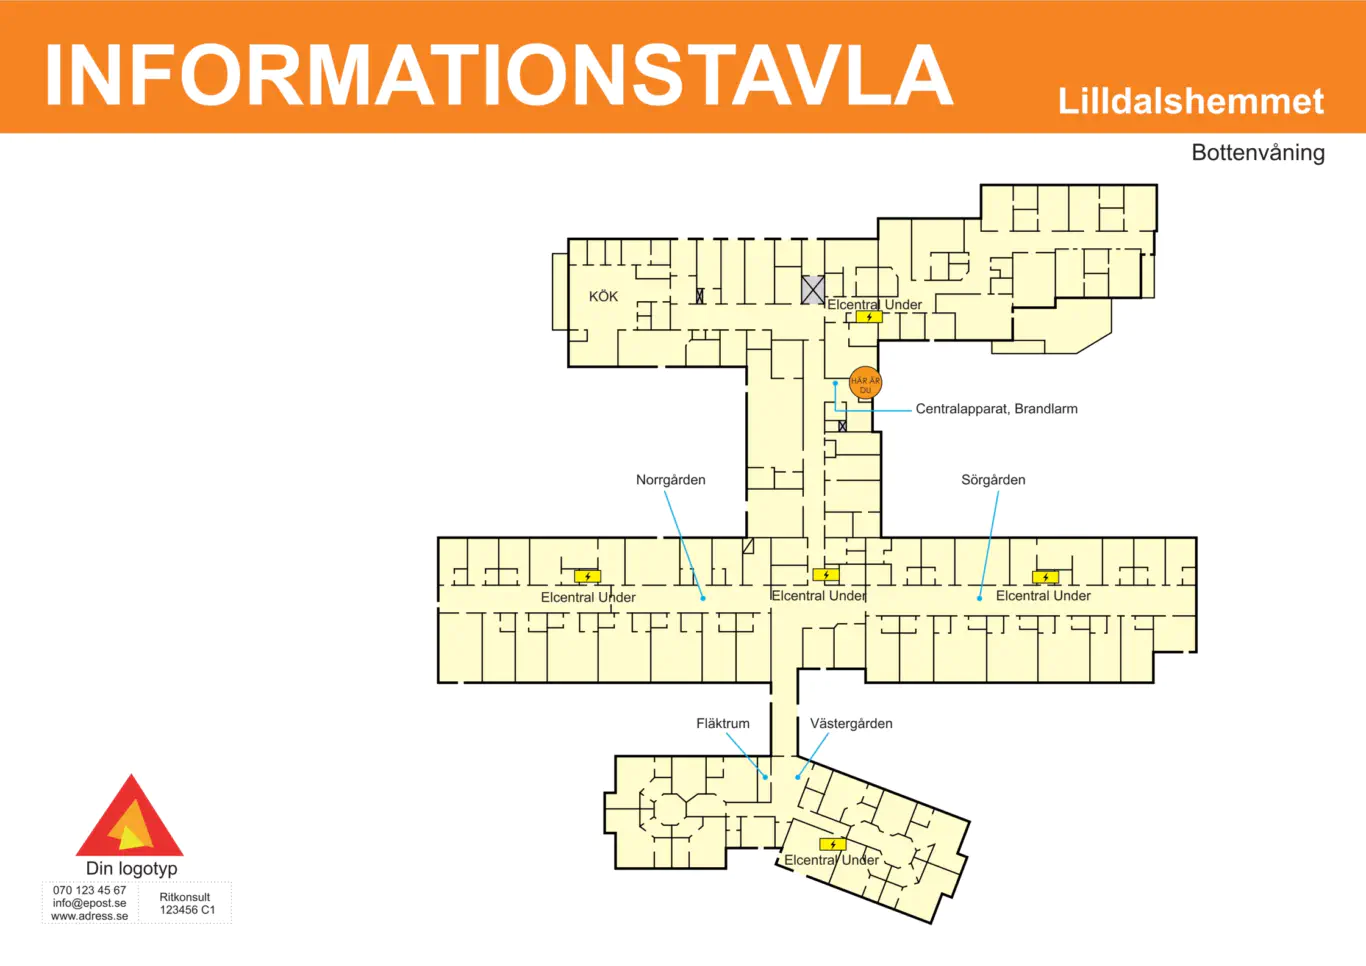 INFORMATIONSTAVLA
Lilldalshemmet
Bottenvåning
KÖK
Elcentral Under
HÄR ÄR
DU
Centralapparat, Brandlarm
Norrgården
Sörgården
Elcentral Under
Elcentral Under
Elcentral Under
Fläktrum
Västergården
Elcentral Under
Din logotyp
070 123 45 67
info@epost.se
www.adress.se
Ritkonsult
123456 C1